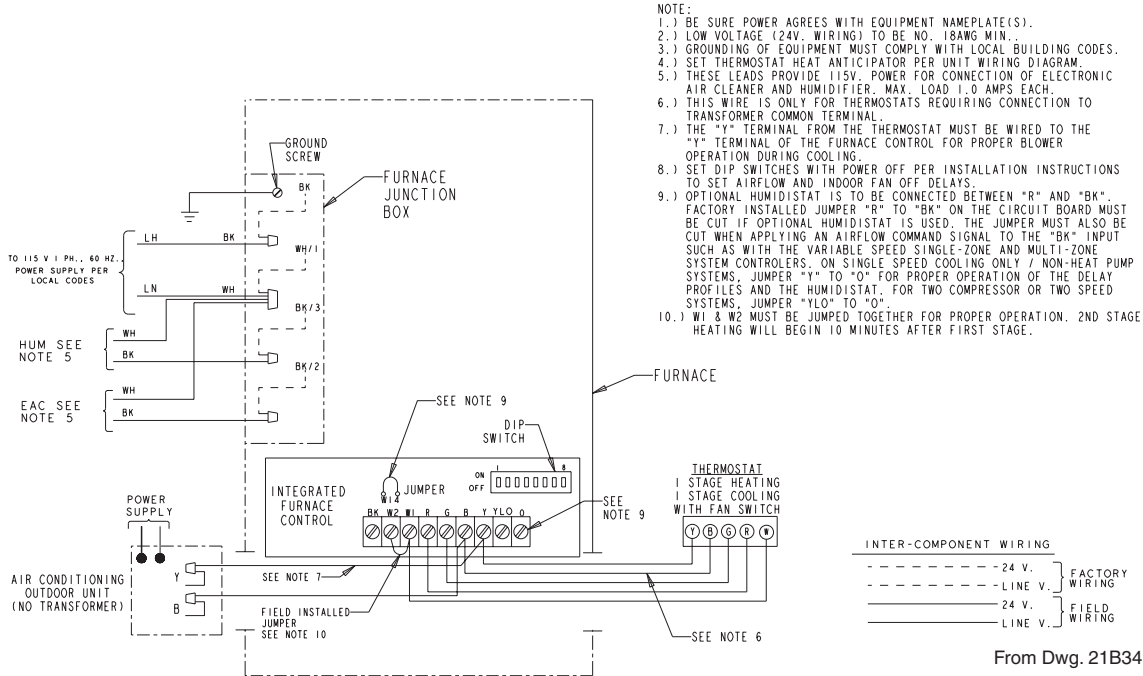 NOTE:
1.) BE SURE POWER AGREES WITH EQUIPMENT NAMEPLATE(S).
2.) LOW VOLTAGE (24V. WIRING) TO BE NO. 18AWG MIN..
3.) GROUNDING OF EQUIPMENT MUST COMPLY WITH LOCAL BUILDING CODES.
4.) SET THERMOSTAT HEAT ANTICIPATOR PER UNIT WIRING DIAGRAM.
5.) THESE LEADS PROVIDE 115V. POWER FOR CONNECTION OF ELECTRONIC
AIR CLEANER AND HUMIDIFIER. MAX. LOAD 1.0 AMPS EACH.
6.) THIS WIRE IS ONLY FOR THERMOSTATS REQUIRING CONNECTION TO
TRANSFORMER COMMON TERMINAL.
7.) THE "Y" TERMINAL FROM THE THERMOSTAT MUST BE WIRED TO THE
"Y" TERMINAL OF THE FURNACE CONTROL FOR PROPER BLOWER
OPERATION DURING COOLING.
8.) SET DIP SWITCHES WITH POWER OFF PER INSTALLATION INSTRUCTIONS
TO SET AIRFLOW AND INDOOR FAN OFF DELAYS.
9.) OPTIONAL HUMIDISTAT IS TO BE CONNECTED BETWEEN "R" AND "BK".
FACTORY INSTALLED JUMPER "R" TO "BK" ON THE CIRCUIT BOARD MUST
BE CUT IF OPTIONAL HUMIDISTAT IS USED. THE JUMPER MUST ALSO BE
CUT WHEN APPLYING AN AIRFLOW COMMAND SIGNAL TO THE "BK" INPUT
SUCH AS WITH THE VARIABLE SPEED SINGLE-ZONE AND MULTI-ZONE
SYSTEM CONTROLERS. ON SINGLE SPEED COOLING ONLY / NON-HEAT PUMP
SYSTEMS, JUMPER "Y" TO "O" FOR PROPER OPERATION OF THE DELAY
PROFILES AND THE HUMIDISTAT. FOR TWO COMPRESSOR OR TWO SPEED
SYSTEMS, JUMPER "YLO" TO "O".
10.) W1 & W2 MUST BE JUMPED TOGETHER FOR PROPER OPERATION. 2ND STAGE
HEATING WILL BEGIN 10 MINUTES AFTER FIRST STAGE.
GROUND
SCREW
BK
FURNACE
JUNCTION
BOX
LH
BK
WH/1
TO 115 V 1 PH., 60 HZ.,
POWER SUPPLY PER
LOCAL CODES
LN
WH
BK/3
WH
HUM SEE
NOTE 5
BK
BK/2
WH
EAC SEE
NOTE 5
BK
FURNACE
SEE NOTE 9
DIP
SWITCH
INTEGRATED
FURNACE
CONTROL
JUMPER
W14
ON
OFF
1
8
BK W2 W1 R G B Y YLO O
SEE
NOTE 9
THERMOSTAT
1 STAGE HEATING
1 STAGE COOLING
WITH FAN SWITCH
Y B G R W
POWER
SUPPLY
AIR CONDITIONING
OUTDOOR UNIT
(NO TRANSFORMER)
Y
B
SEE NOTE 7
FIELD INSTALLED
JUMPER
SEE NOTE 10
SEE NOTE 6
INTER-COMPONENT WIRING
24 V.
LINE V.
FACTORY
WIRING
24 V.
LINE V.
FIELD
WIRING
From Dwg. 21B34